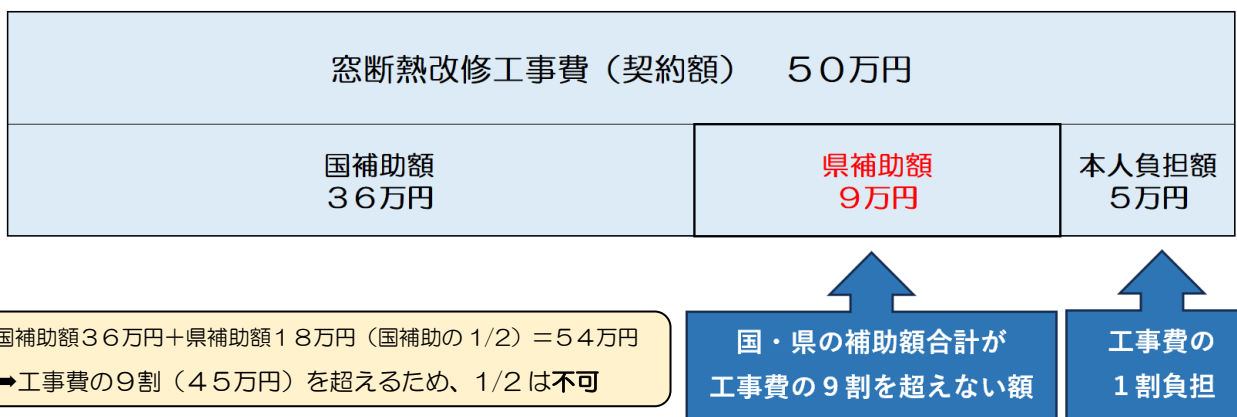 窓断熱改修工事費（契約額）　５０万円
国補助額
３６万円
県補助額
９万円
本人負担額
５万円
国補助額３６万円＋県補助額１８万円（国補助の 1/2）＝５４万円
➡工事費の９割（４５万円）を超えるため、1/2 は不可
国・県の補助額合計が
工事費の９割を超えない額
工事費の
１割負担